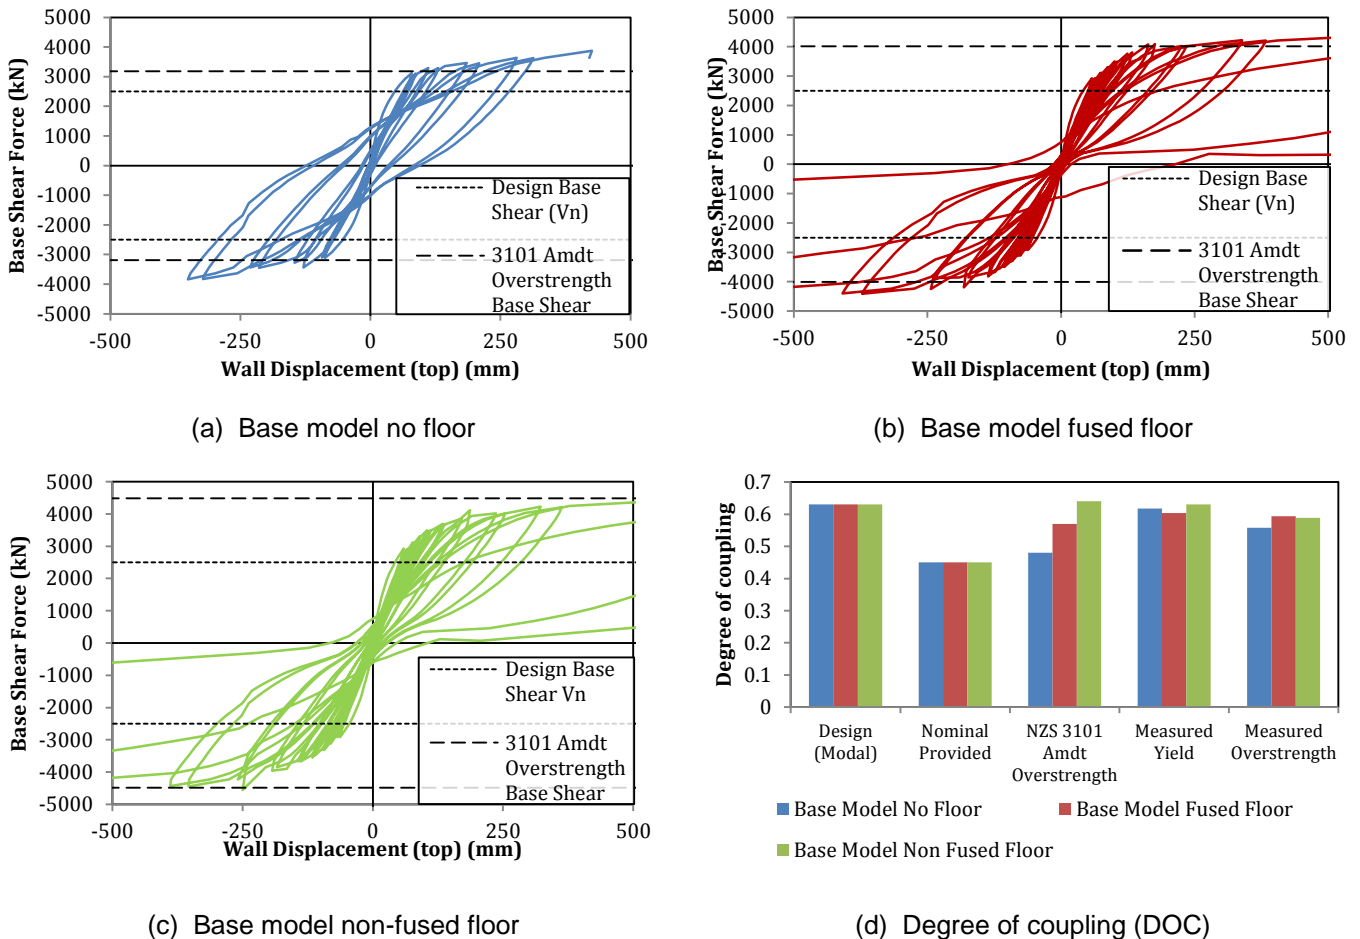 5000
4000
3000
2000
1000
0
-1000
-2000
-3000
-4000
-5000
Base Shear Force (kN)
Design Base
Shear (Vn)
3101 Amdt
Overstrength
Base Shear
-500 -250 0 250 500
Wall Displacement (top) (mm)
(a) Base model no floor
5000
4000
3000
2000
1000
0
-1000
-2000
-3000
-4000
-5000
Base Shear Force (kN)
Design Base
Shear (Vn)
3101 Amdt
Overstrength
Base Shear
-500 -250 0 250 500
Wall Displacement (top) (mm)
(b) Base model fused floor
5000
4000
3000
2000
1000
0
-1000
-2000
-3000
-4000
-5000
Base Shear Force (kN)
Design Base
Shear Vn
3101 Amdt
Overstrength
Base Shear
-500 -250 0 250 500
Wall Displacement (top) (mm)
(c) Base model non-fused floor
0.7
0.6
0.5
0.4
0.3
0.2
0.1
0
Degree of coupling
Design
(Modal)
Nominal
Provided
NZS 3101
Amdt
Overstrength
Measured
Yield
Measured
Overstrength
Base Model No Floor
Base Model Fused Floor
Base Model Non Fused Floor
(d) Degree of coupling (DOC)